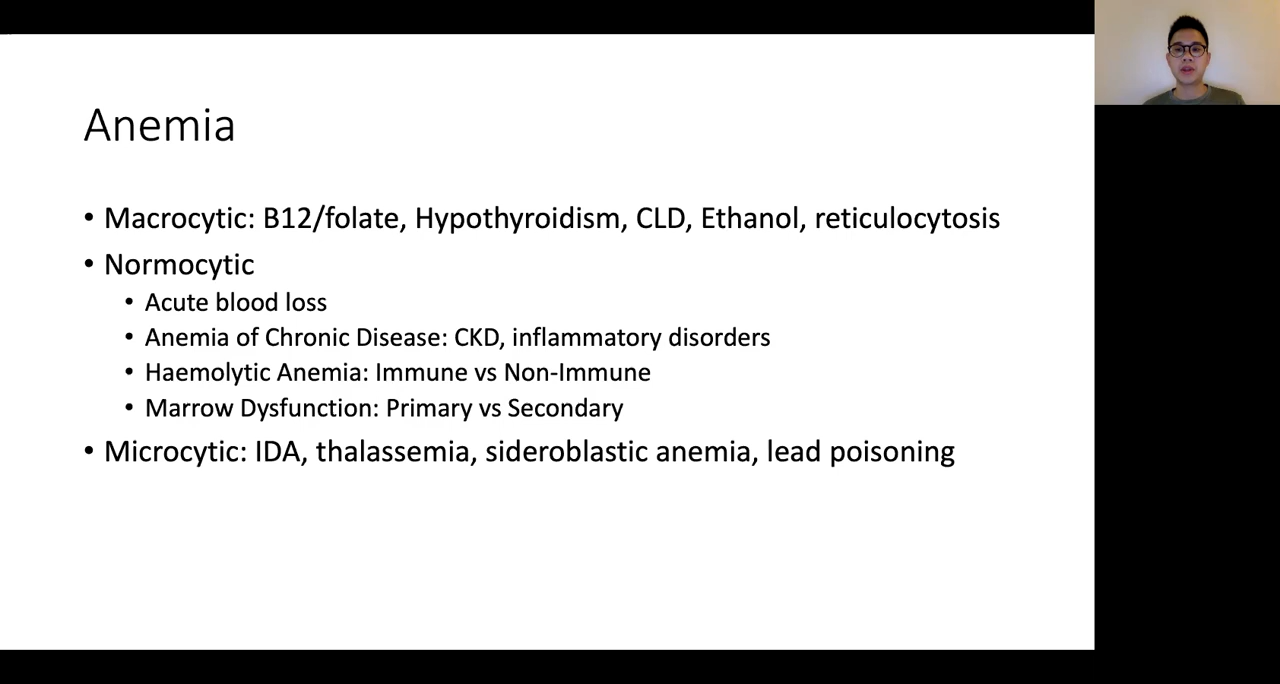 Anemia
• Macrocytic: B12/folate, Hypothyroidism, CLD, Ethanol, reticulocytosis
• Normocytic
• Acute blood loss
• Anemia of Chronic Disease: CKD, inflammatory disorders
• Haemolytic Anemia: Immune vs Non-Immune
• Marrow Dysfunction: Primary vs Secondary
• Microcytic: IDA, thalassemia, sideroblastic anemia, lead poisoning